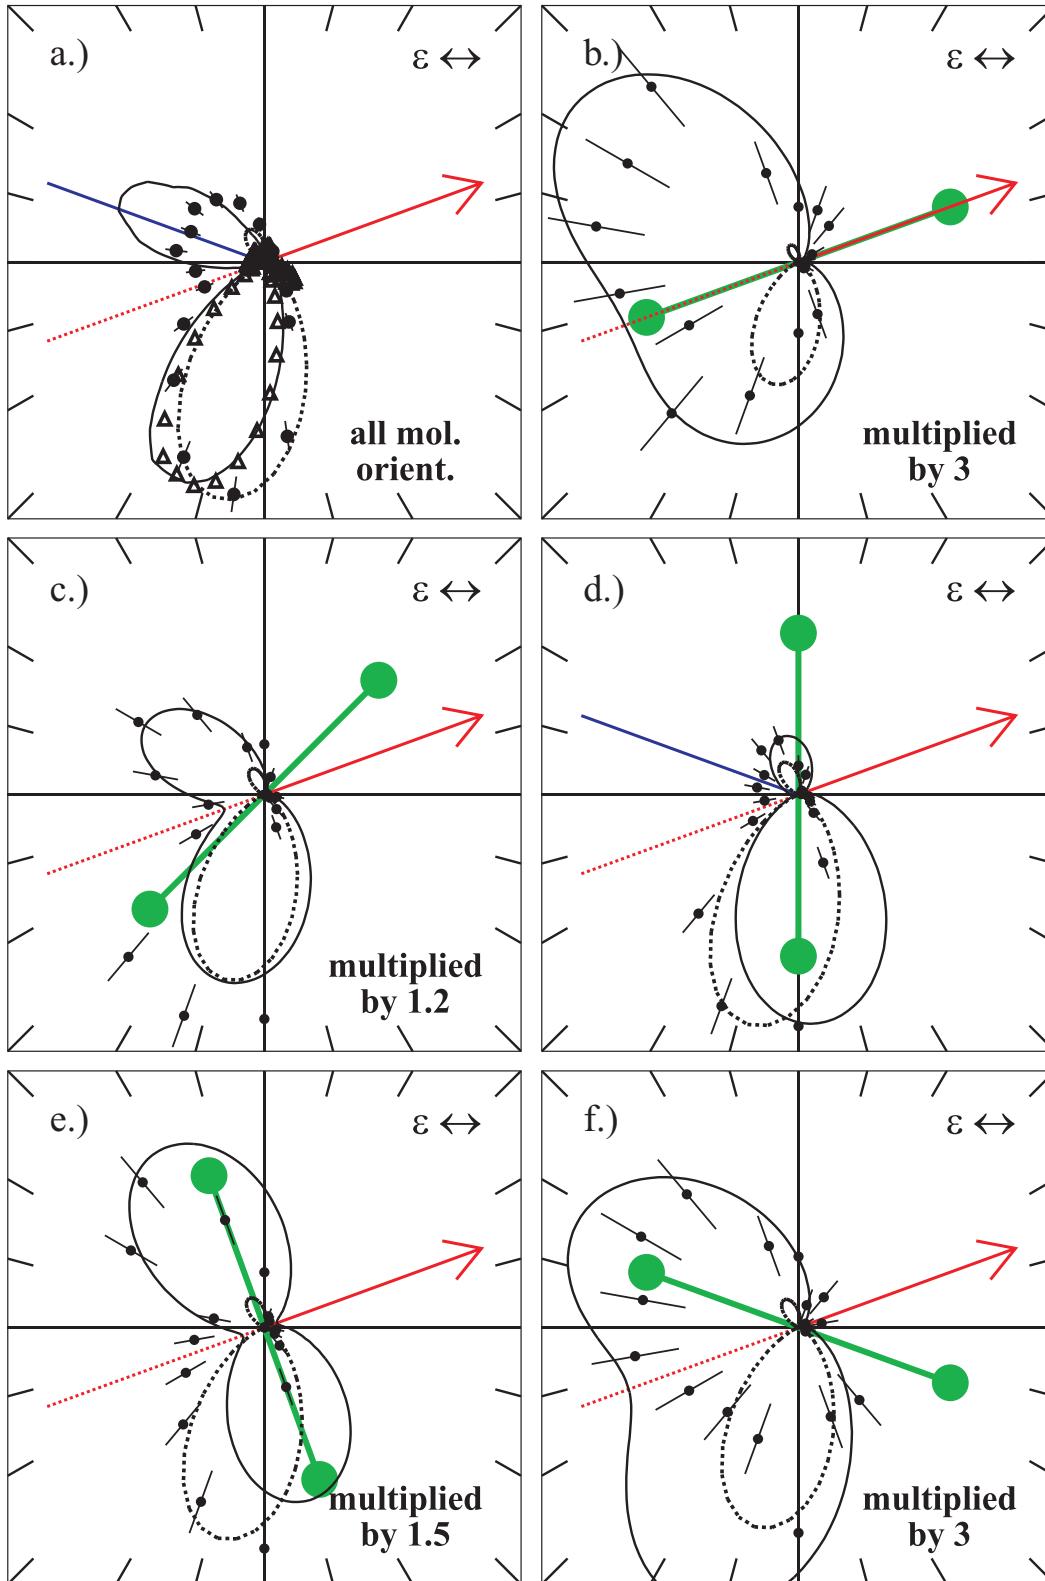 a.) ε ↔
all mol.
orient.
b.) ε ↔
multiplied
by 3
c.) ε ↔
multiplied
by 1.2
d.) ε ↔
e.) ε ↔
multiplied
by 1.5
f.) ε ↔
multiplied
by 3